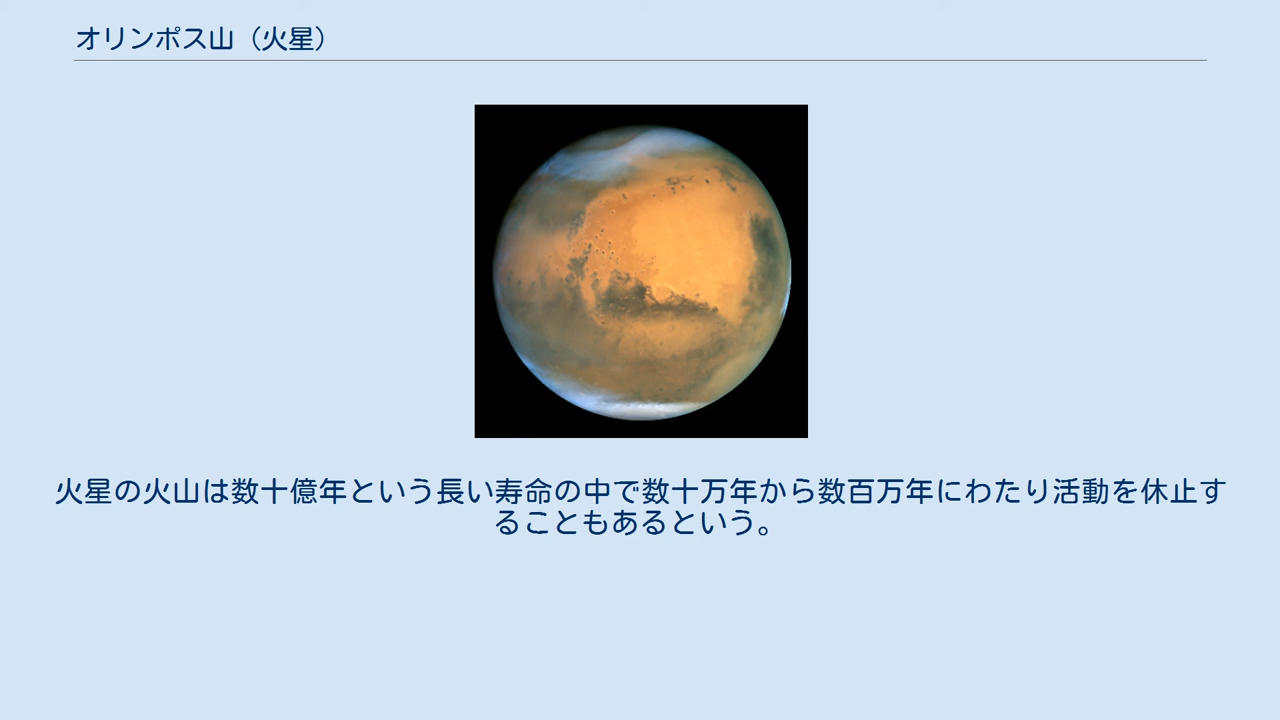 オリンポス山（火星）
火星の火山は数十億年という長い寿命の中で数十万年から数百万年にわたり活動を休止す
ることもあるという。